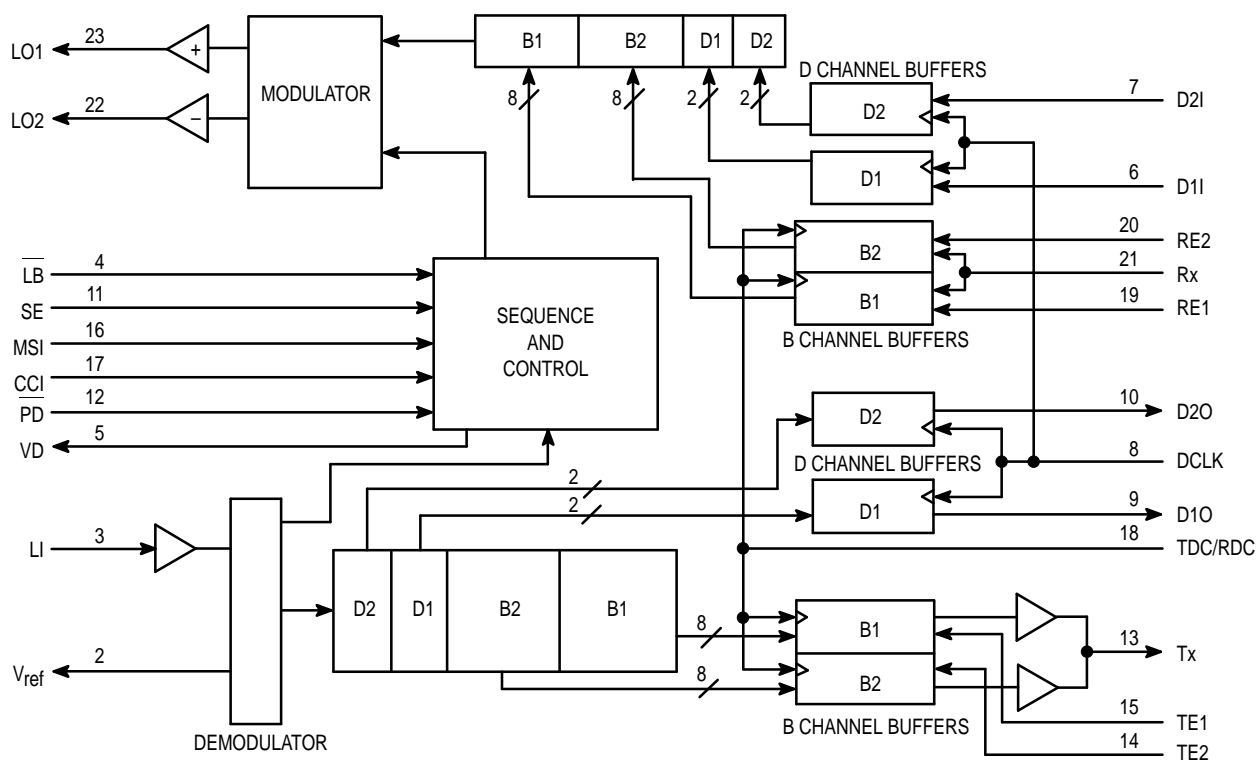 LO1 23 + MODULATOR B1 B2 D1 D2
D CHANNEL BUFFERS
8 8 2 2 D2 7 D2I
LO2 22 −
D1 6 D1I
B2 20 RE2
21 Rx
B1 19 RE1
B CHANNEL BUFFERS
LB 4
SE 11
MSI 16
CCI 17
PD 12
VD 5
SEQUENCE
AND
CONTROL
D2 10 D2O
D CHANNEL BUFFERS 8 DCLK
2
2 D1 9 D1O
18 TDC/RDC
LI 3
D2 D1 B2 B1
8 B1 13 Tx
Vref 2
8 B2
B CHANNEL BUFFERS
15 TE1
14 TE2
DEMODULATOR